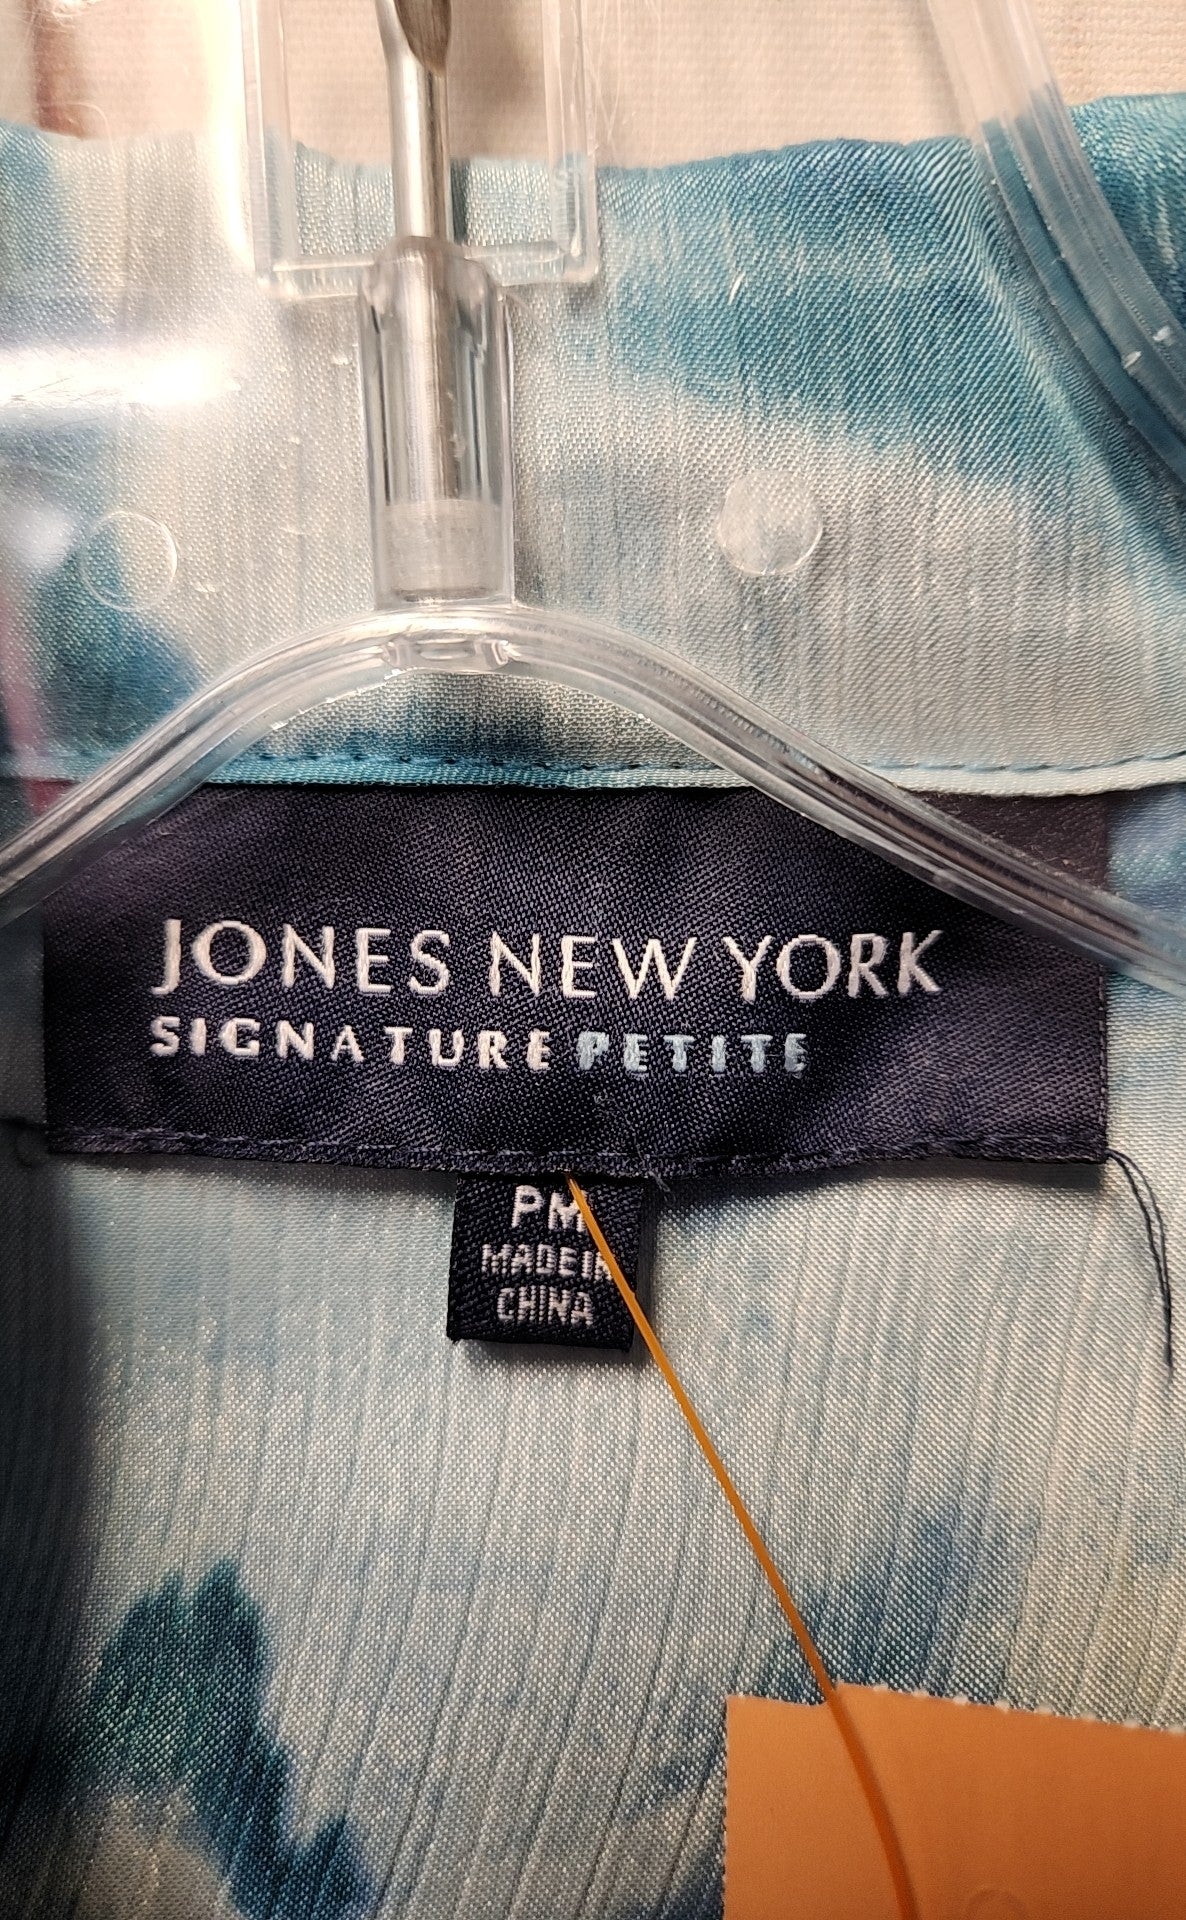 JONES NEW YORK
SIGNATURE PETITE
PM
MADE IN
CHINA